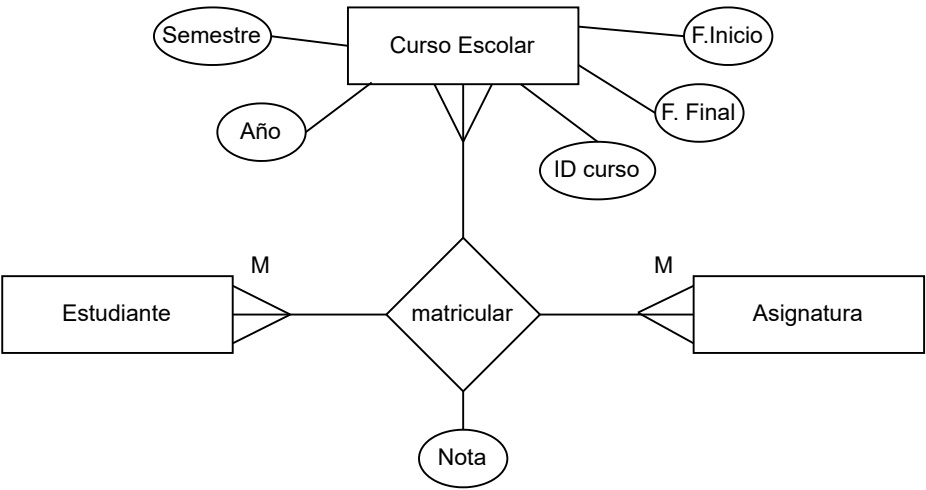 Semestre
Curso Escolar
F.Inicio
F. Final
Año
ID curso
M
M
Estudiante
matricular
Asignatura
Nota